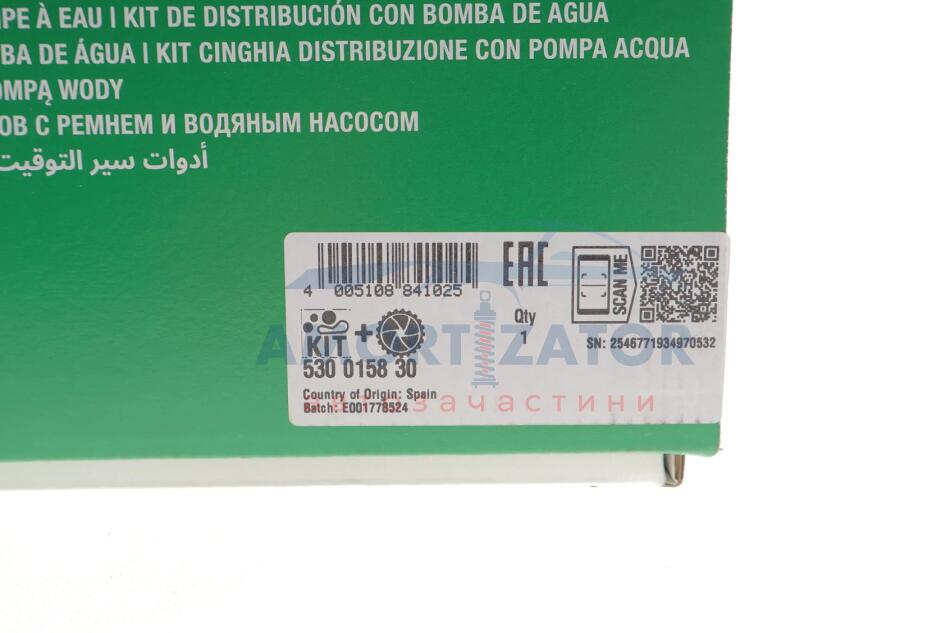 PE À EAU | KIT DE DISTRIBUCIÓN CON BOMBA DE AGUA
BA DE ÁGUA | KIT CINGHIA DISTRIBUZIONE CON POMPA ACQUA
OMPĄ WODY
ОВ С РЕМНЕМ И ВОДЯНЫМ НАСОСОМ
أدوات سير التوقيت
EAC
SCAN ME
4 005108 841025
Qty
1
KIT +
SN: 2546771934970532
AMORTIZATOR
530 0158 30
Country of Origin: Spain
Batch: E001778524
автозачастини